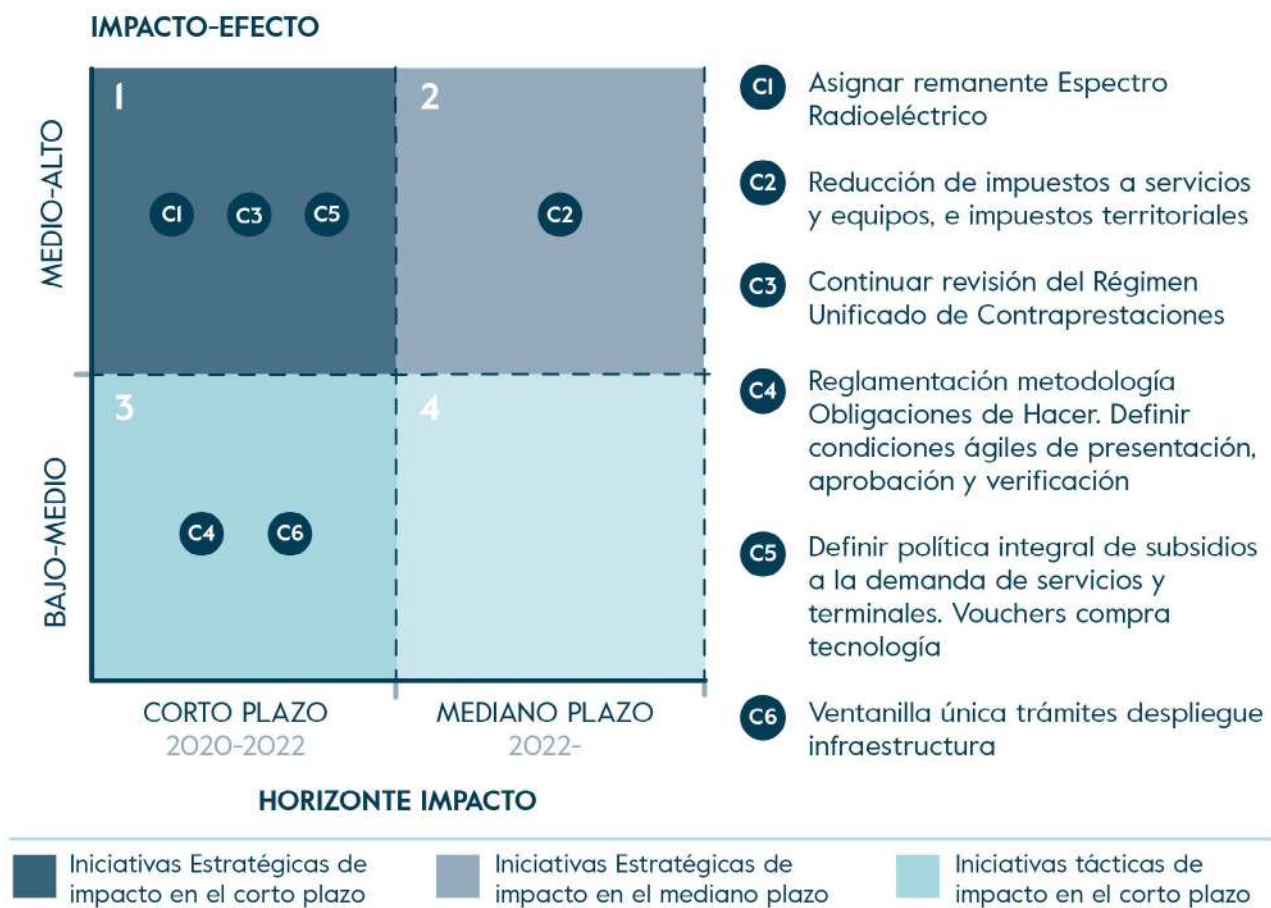 IMPACTO-EFECTO
MEDIO-ALTO
BAJO-MEDIO
1
2
3
4
C1
C3
C5
C2
C4
C6
CORTO PLAZO
2020-2022
MEDIANO PLAZO
2022-
HORIZONTE IMPACTO
C1 Asignar remanente Espectro
Radioeléctrico
C2 Reducción de impuestos a servicios
y equipos, e impuestos territoriales
C3 Continuar revisión del Régimen
Unificado de Contraprestaciones
C4 Reglamentación metodología
Obligaciones de Hacer. Definir
condiciones ágiles de presentación,
aprobación y verificación
C5 Definir política integral de subsidios
a la demanda de servicios y
terminales. Vouchers compra
tecnología
C6 Ventanilla única trámites despliegue
infraestructura
Iniciativas Estratégicas de
impacto en el corto plazo
Iniciativas Estratégicas de
impacto en el mediano plazo
Iniciativas tácticas de
impacto en el corto plazo